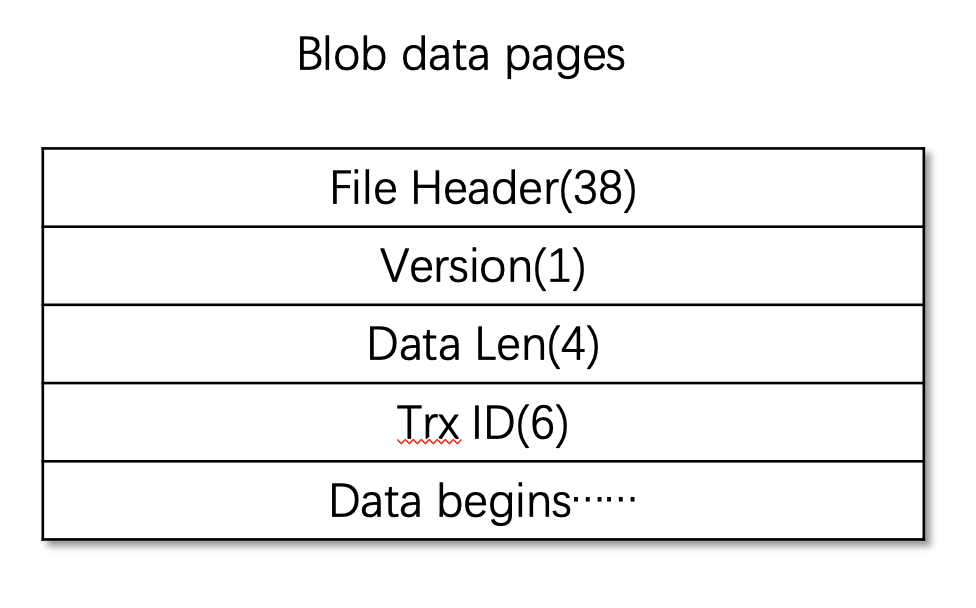 Blob data pages
File Header(38)
Version(1)
Data Len(4)
Trx ID(6)
Data begins……